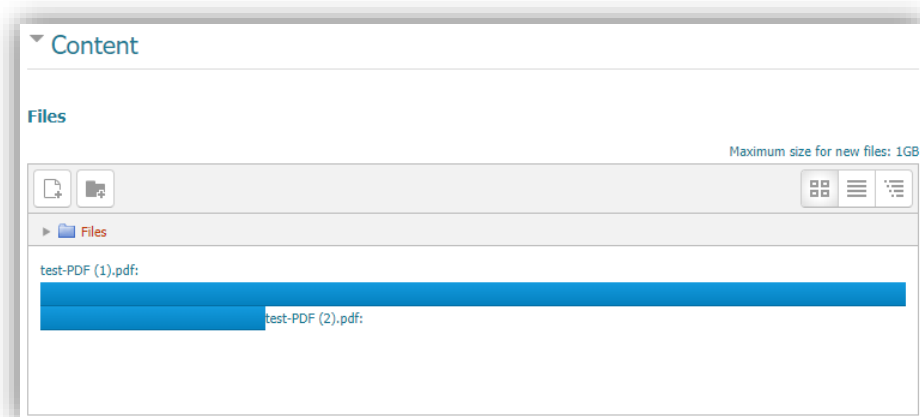 Content
Files
Maximum size for new files: 1GB
Files
test-PDF (1).pdf:
test-PDF (2).pdf: